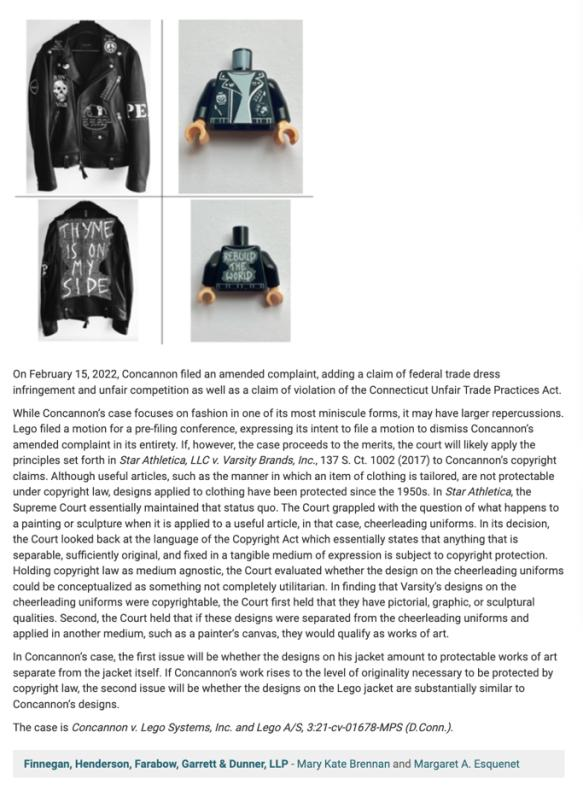 PE
THYME
IS ON
MY
SIDE
REBUILD
THE
WORLD
On February 15, 2022, Concannon filed an amended complaint, adding a claim of federal trade dress
infringement and unfair competition as well as a claim of violation of the Connecticut Unfair Trade Practices Act.
While Concannon's case focuses on fashion in one of its most miniscule forms, it may have larger repercussions.
Lego filed a motion for a pre-filing conference, expressing its intent to file a motion to dismiss Concannon's
amended complaint in its entirety. If, however, the case proceeds to the merits, the court will likely apply the
principles set forth in Star Athletica, LLC v. Varsity Brands, Inc., 137 S. Ct. 1002 (2017) to Concannon's copyright
claims. Although useful articles, such as the manner in which an item of clothing is tailored, are not protectable
under copyright law, designs applied to clothing have been protected since the 1950s. In Star Athletica, the
Supreme Court essentially maintained that status quo. The Court grappled with the question of what happens to
a painting or sculpture when it is applied to a useful article, in that case, cheerleading uniforms. In its decision,
the Court looked back at the language of the Copyright Act which essentially states that anything that is
separable, sufficiently original, and fixed in a tangible medium of expression is subject to copyright protection.
Holding copyright law as medium agnostic, the Court evaluated whether the design on the cheerleading uniforms
could be conceptualized as something not completely utilitarian. In finding that Varsity's designs on the
cheerleading uniforms were copyrightable, the Court first held that they have pictorial, graphic, or sculptural
qualities. Second, the Court held that if these designs were separated from the cheerleading uniforms and
applied in another medium, such as a painter's canvas, they would qualify as works of art.
In Concannon's case, the first issue will be whether the designs on his jacket amount to protectable works of art
separate from the jacket itself. If Concannon's work rises to the level of originality necessary to be protected by
copyright law, the second issue will be whether the designs on the Lego jacket are substantially similar to
Concannon's designs.
The case is Concannon v. Lego Systems, Inc. and Lego A/S, 3:21-cv-01678-MPS (D.Conn.).
Finnegan, Henderson, Farabow, Garrett & Dunner, LLP - Mary Kate Brennan and Margaret A. Esquenet